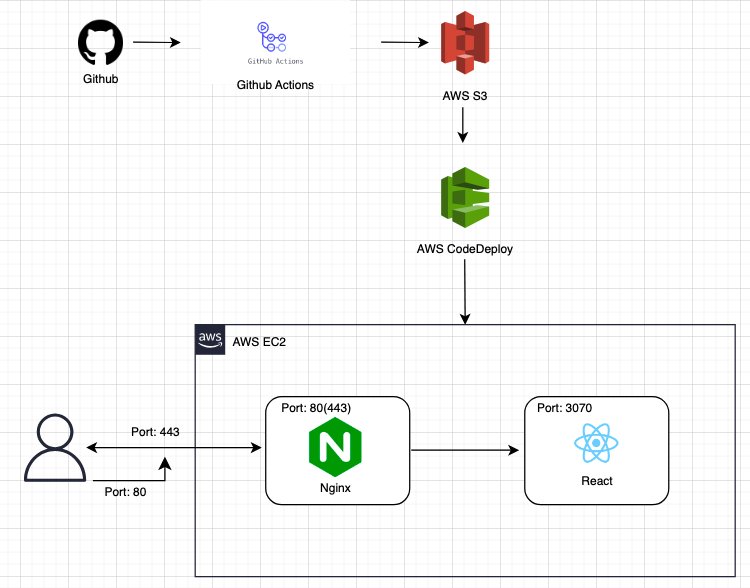 GitHub Actions
Github
Github Actions
AWS S3
AWS CodeDeploy
aws
AWS EC2
Port: 80(443)
Port: 3070
Port: 443
N
Nginx
React
Port: 80